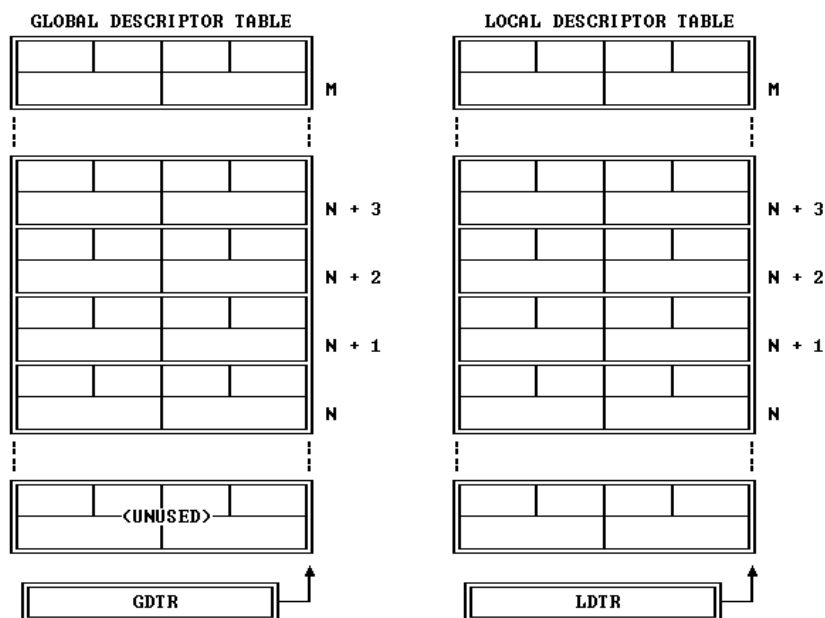 GLOBAL DESCRIPTOR TABLE
LOCAL DESCRIPTOR TABLE
M
M
N + 3
N + 3
N + 2
N + 2
N + 1
N + 1
N
N
<UNUSED>
GDTR
LDTR